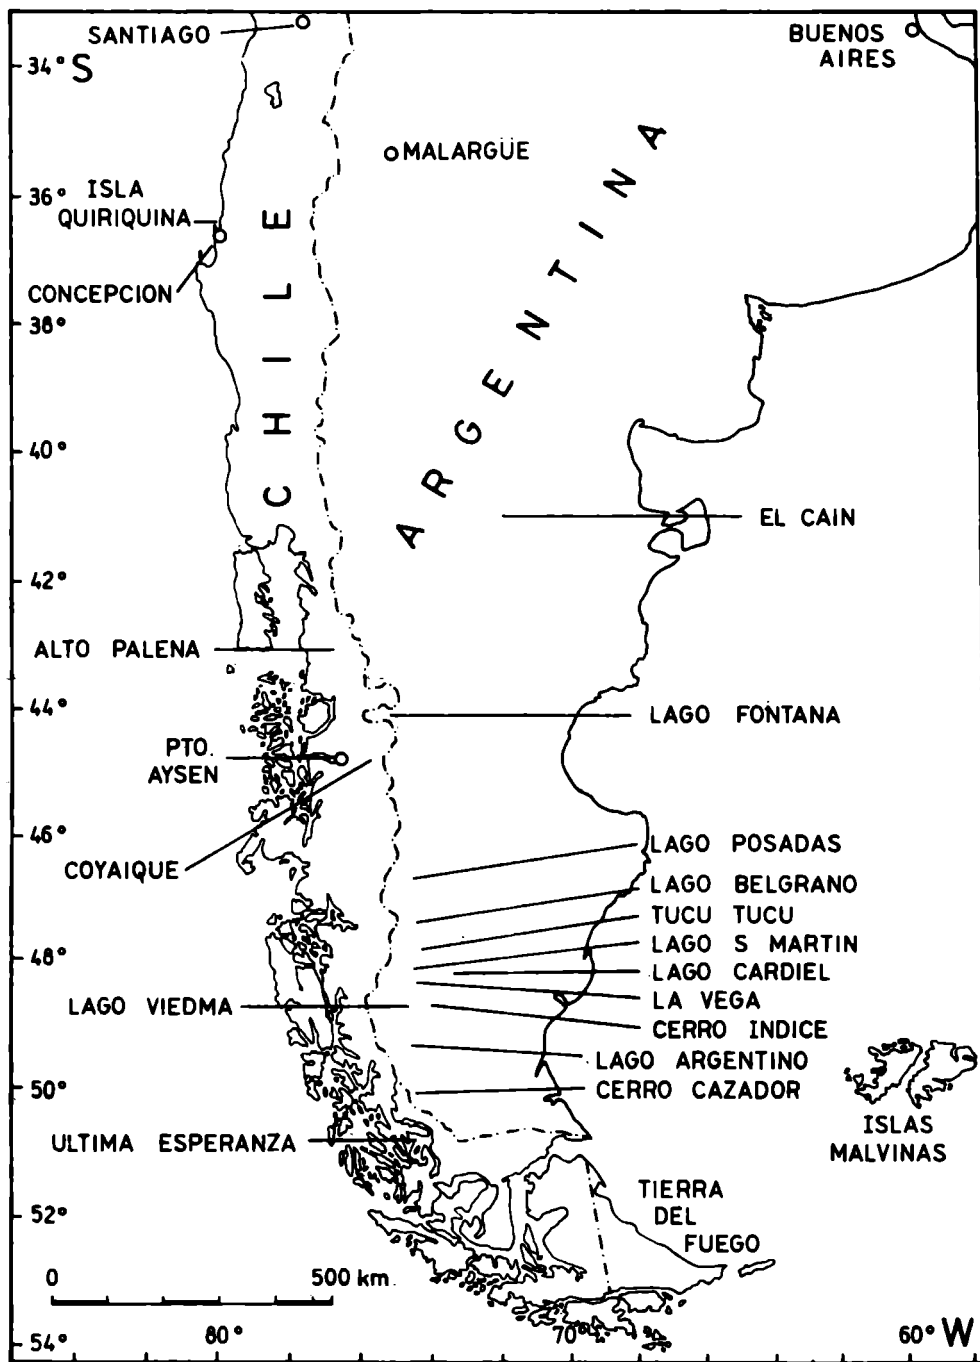 SANTIAGO
BUENOS
AIRES
34° S
MALARGÜE
36°
ISLA
QUIRIQUINA
CONCEPCION
38°
CHILE
ARGENTINA
40°
EL CAIN
42°
ALTO PALENA
44°
LAGO FONTANA
PTO.
AYSEN
46°
COYAIQUE
LAGO POSADAS
LAGO BELGRANO
TUCU TUCU
LAGO S MARTIN
48°
LAGO CARDIEL
LA VEGA
LAGO VIEDMA
CERRO INDICE
LAGO ARGENTINO
50°
CERRO CAZADOR
ISLAS
MALVINAS
ULTIMA ESPERANZA
TIERRA
DEL
FUEGO
52°
0 500 km.
54°
80° 70° 60° W